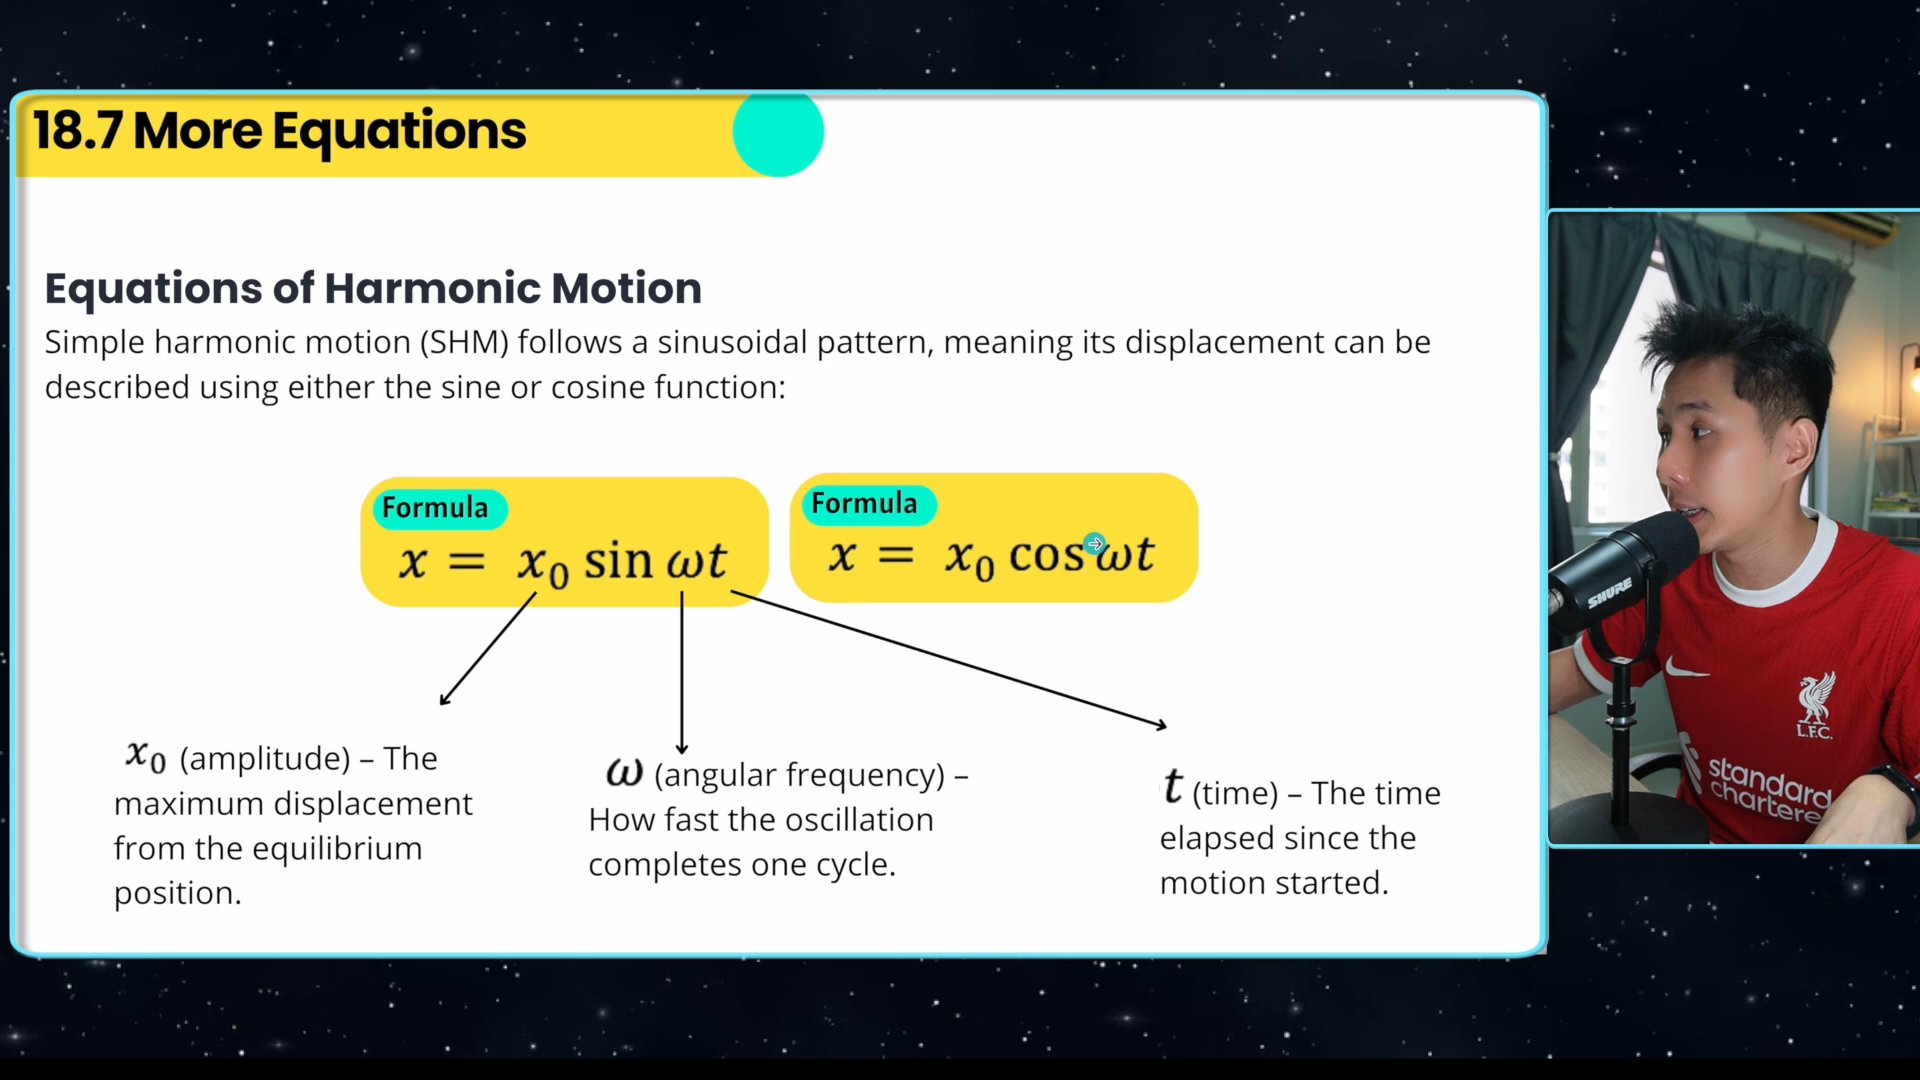 18.7 More Equations
Equations of Harmonic Motion
Simple harmonic motion (SHM) follows a sinusoidal pattern, meaning its displacement can be
described using either the sine or cosine function:
Formula
x = x₀ sin ωt
Formula
x = x₀ cos ωt
x₀ (amplitude) – The
maximum displacement
from the equilibrium
position.
ω (angular frequency) –
How fast the oscillation
completes one cycle.
t (time) – The time
elapsed since the
motion started.
SHURE
L.F.C.
standard
chartere